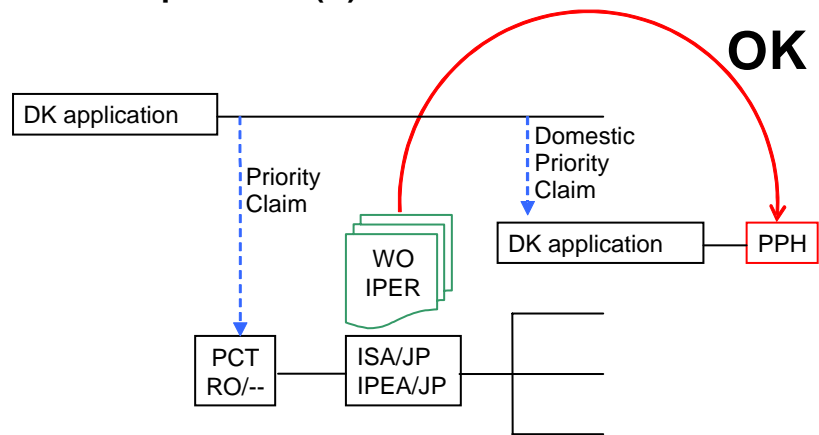 OK
DK application
Domestic
Priority
Claim
Priority
Claim
DK application
PPH
WO
IPER
PCT
RO/--
ISA/JP
IPEA/JP